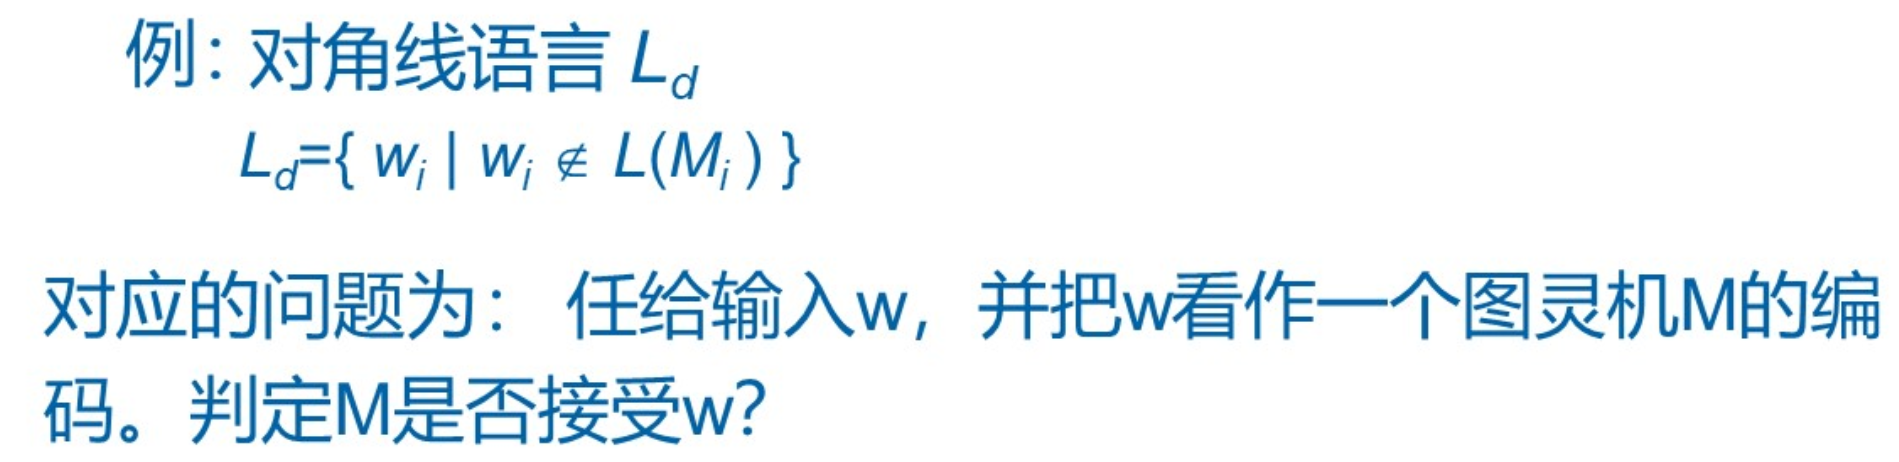 例：对角线语言 L_d
L_d={ w_i | w_i ∉ L(M_i ) }
对应的问题为： 任给输入w，并把w看作一个图灵机M的编
码。判定M是否接受w?